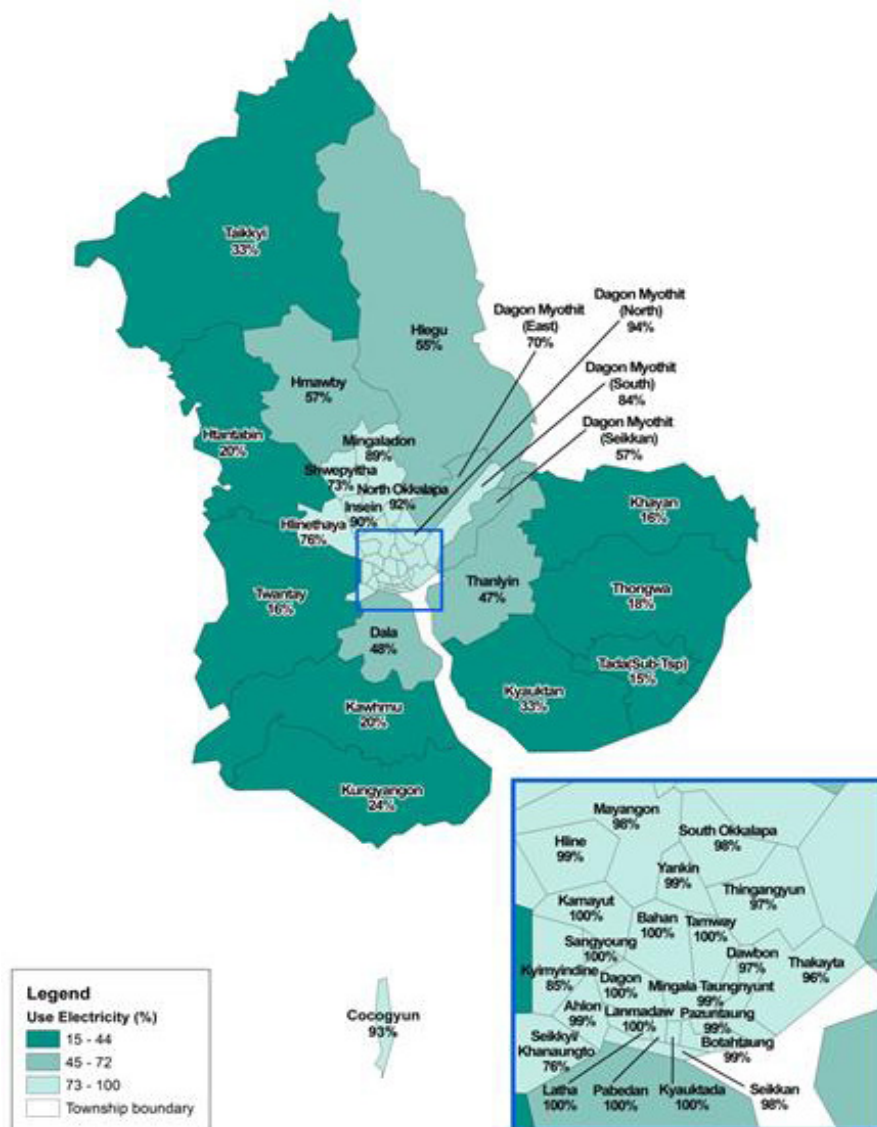 Taikkyi
33%
Hlegu
55%
Hmawby
57%
Htantabin
20%
Mingaladon
89%
Shwepyitha
73%
North Okkalapa
92%
Insein
90%
Hlinethaya
76%
Dagon Myothit
(East)
70%
Dagon Myothit
(North)
94%
Dagon Myothit
(South)
84%
Dagon Myothit
(Seikkan)
57%
Khayan
16%
Thongwa
18%
Tada(Sub-Tsp)
15%
Thanlyin
47%
Kyauktan
33%
Twantay
16%
Dala
48%
Kawhmu
20%
Kungyangon
24%
Cocogyun
93%
Legend
Use Electricity (%)
15 - 44
45 - 72
73 - 100
Township boundary
Mayangon
98%
South Okkalapa
98%
Hline
99%
Yankin
99%
Thingangyun
97%
Kamayut
100%
Bahan
100%
Tamway
100%
Sangyoung
100%
Dawbon
97%
Thakayta
96%
Kyimyindine
85%
Dagon
100%
Mingala Taungnyunt
99%
Ahlon
99%
Lanmadaw
100%
Pazuntaung
99%
Botahtaung
99%
Seikkyi/
Khanaungto
76%
Latha
100%
Pabedan
100%
Kyauktada
100%
Seikkan
98%